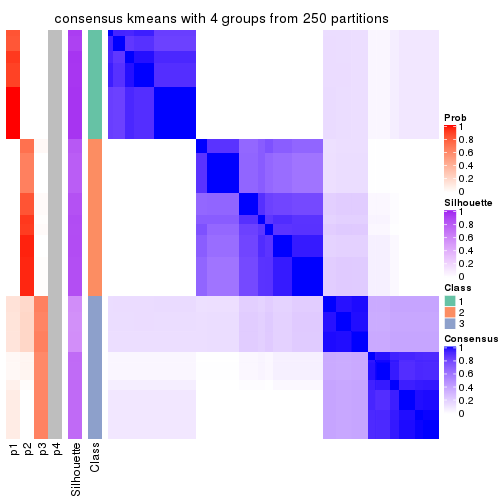 consensus kmeans with 4 groups from 250 partitions
Prob
1
0.8
0.6
0.4
0.2
0
Silhouette
1
0.8
0.6
0.4
0.2
0
Class
1
2
3
Consensus
1
0.8
0.6
0.4
0.2
0
p1
p2
p3
p4
Silhouette
Class